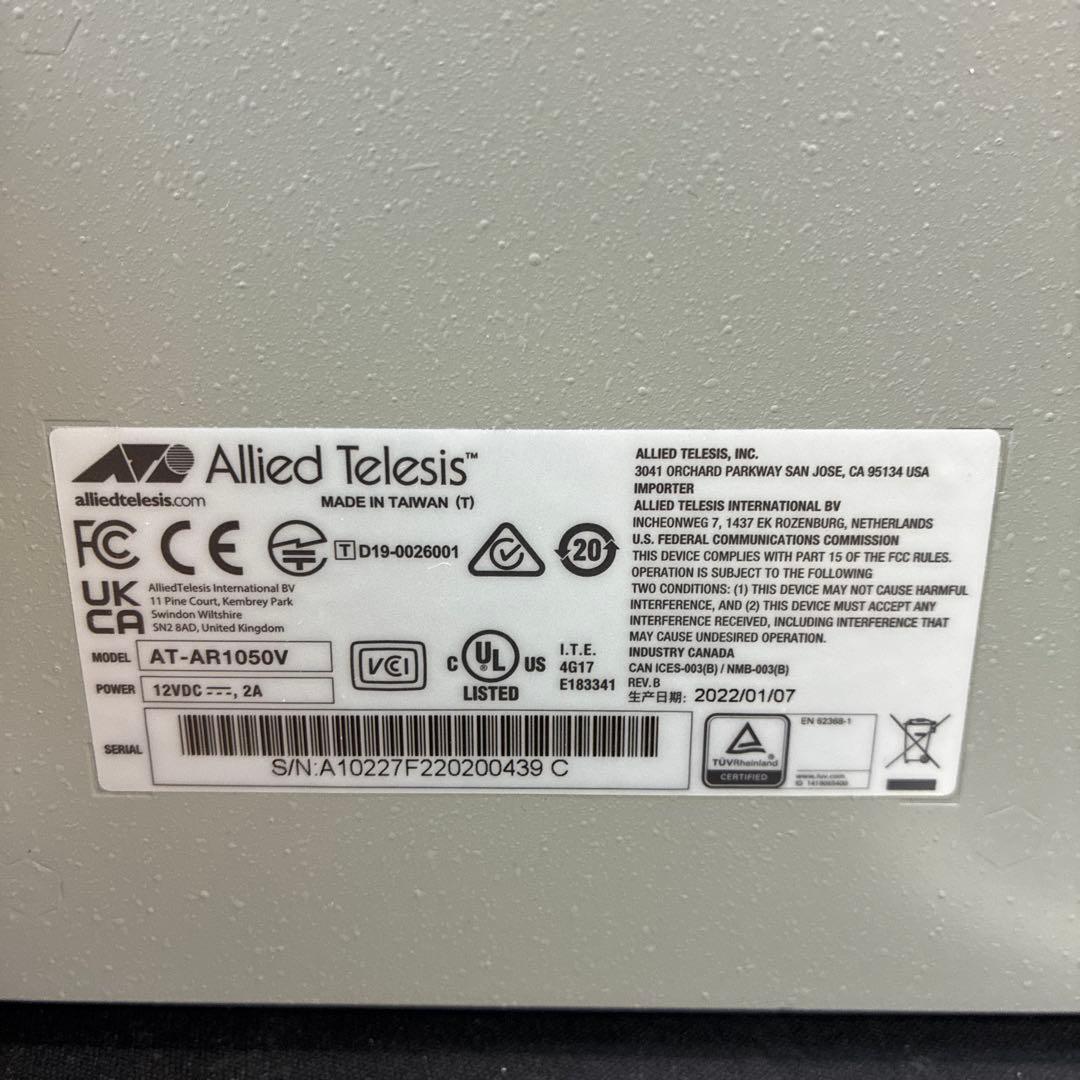 Allied Telesis™
alliedtelesis.com
MADE IN TAIWAN (T)
FC CE T D19-0026001 20
UK CA
AlliedTelesis International BV
11 Pine Court, Kembrey Park
Swindon Wiltshire
SN2 8AD, United Kingdom
MODEL AT-AR1050V
POWER 12VDC ⎓, 2A
VCI
C UL US LISTED
I.T.E.
4G17
E183341
ALLIED TELESIS, INC.
3041 ORCHARD PARKWAY SAN JOSE, CA 95134 USA
IMPORTER
ALLIED TELESIS INTERNATIONAL BV
INCHEONWEG 7, 1437 EK ROZENBURG, NETHERLANDS
U.S. FEDERAL COMMUNICATIONS COMMISSION
THIS DEVICE COMPLIES WITH PART 15 OF THE FCC RULES.
OPERATION IS SUBJECT TO THE FOLLOWING
TWO CONDITIONS: (1) THIS DEVICE MAY NOT CAUSE HARMFUL
INTERFERENCE, AND (2) THIS DEVICE MUST ACCEPT ANY
INTERFERENCE RECEIVED, INCLUDING INTERFERENCE THAT
MAY CAUSE UNDESIRED OPERATION.
INDUSTRY CANADA
CAN ICES-003(B) / NMB-003(B)
REV.B
生产日期: 2022/01/07
SERIAL
S/N:A10227F220200439 C
TÜVRheinland®
CERTIFIED
EN 62368-1
www.tuv.com